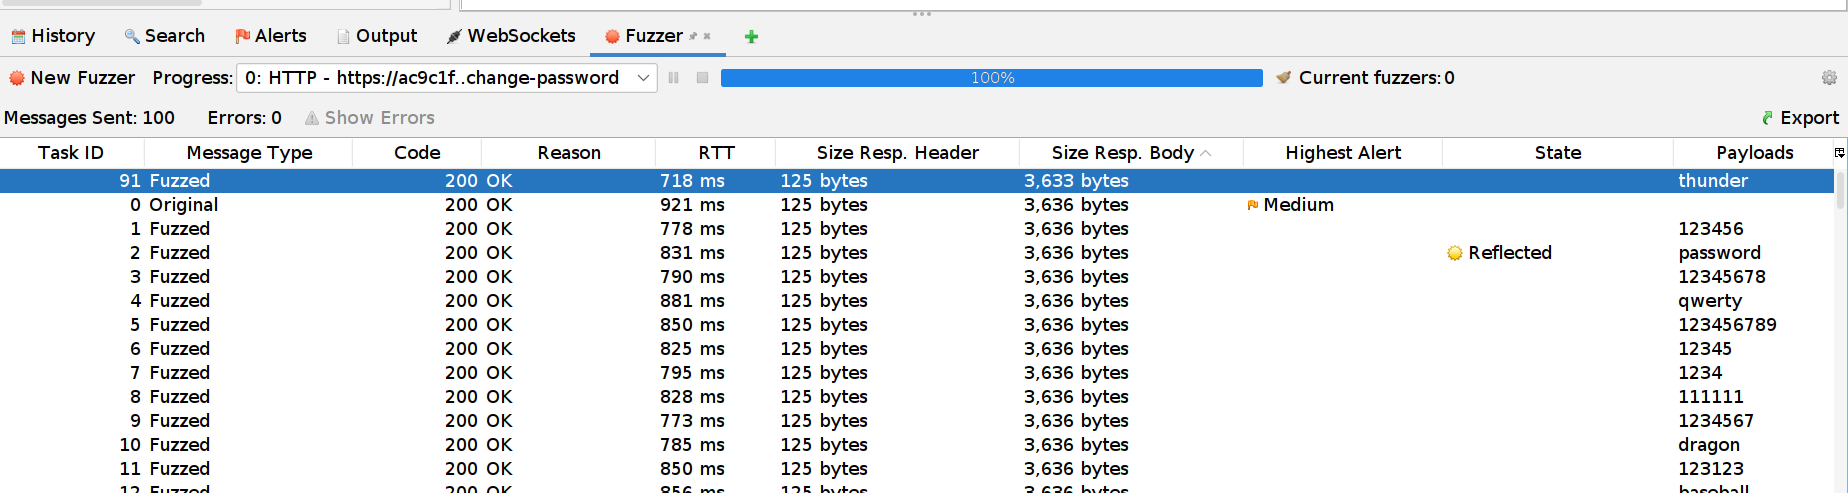 History Search Alerts Output WebSockets Fuzzer
New Fuzzer Progress: 0: HTTP - https://ac9c1f..change-password 100% Current fuzzers: 0
Messages Sent: 100 Errors: 0 Show Errors Export
Task ID Message Type Code Reason RTT Size Resp. Header Size Resp. Body Highest Alert State Payloads
91 Fuzzed 200 OK 718 ms 125 bytes 3,633 bytes thunder
0 Original 200 OK 921 ms 125 bytes 3,636 bytes Medium
1 Fuzzed 200 OK 778 ms 125 bytes 3,636 bytes 123456
2 Fuzzed 200 OK 831 ms 125 bytes 3,636 bytes Reflected password
3 Fuzzed 200 OK 790 ms 125 bytes 3,636 bytes 12345678
4 Fuzzed 200 OK 881 ms 125 bytes 3,636 bytes qwerty
5 Fuzzed 200 OK 850 ms 125 bytes 3,636 bytes 123456789
6 Fuzzed 200 OK 825 ms 125 bytes 3,636 bytes 12345
7 Fuzzed 200 OK 795 ms 125 bytes 3,636 bytes 1234
8 Fuzzed 200 OK 828 ms 125 bytes 3,636 bytes 111111
9 Fuzzed 200 OK 773 ms 125 bytes 3,636 bytes 1234567
10 Fuzzed 200 OK 785 ms 125 bytes 3,636 bytes dragon
11 Fuzzed 200 OK 850 ms 125 bytes 3,636 bytes 123123
12 Fuzzed 200 OK 856 ms 125 bytes 3,636 bytes baseball